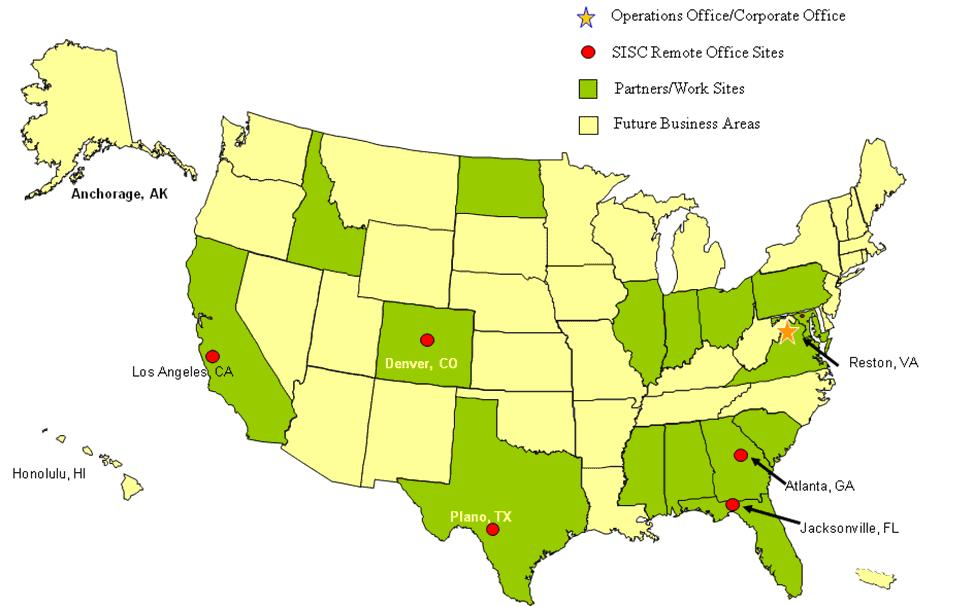 Operations Office/Corporate Office
SISC Remote Office Sites
Partners/Work Sites
Future Business Areas
Anchorage, AK
Denver, CO
Reston, VA
Los Angeles, CA
Honolulu, HI
Atlanta, GA
Plano, TX
Jacksonville, FL